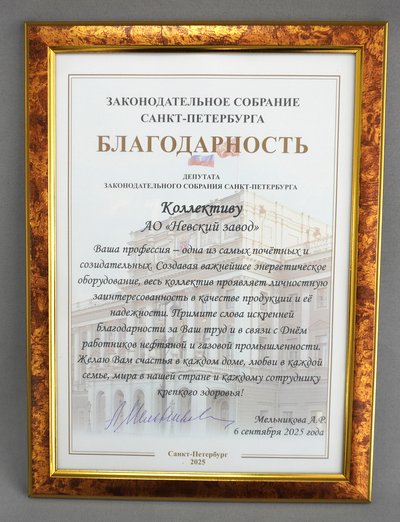 ЗАКОНОДАТЕЛЬНОЕ СОБРАНИЕ
САНКТ-ПЕТЕРБУРГА
БЛАГОДАРНОСТЬ
ДЕПУТАТА
ЗАКОНОДАТЕЛЬНОГО СОБРАНИЯ САНКТ-ПЕТЕРБУРГА
Коллективу
АО «Невский завод»
Ваша профессия – одна из самых почётных и
созидательных. Создавая важнейшее энергетическое
оборудование, весь коллектив проявляет личностную
заинтересованность в качестве продукции и её
надежности. Примите слова искренней
благодарности за Ваш труд и в связи с Днём
работников нефтяной и газовой промышленности.
Желаю Вам счастья в каждом доме, любви в каждой
семье, мира в нашей стране и каждому сотруднику
крепкого здоровья!
Мельникова А.Р.
6 сентября 2025 года
Санкт-Петербург
2025